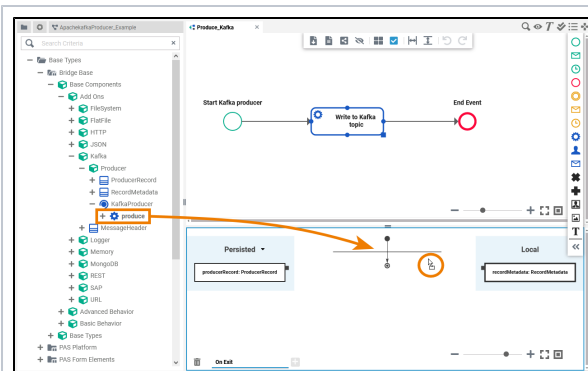 ApachekafkaProducer_Example
Produce_Kafka
Search Criteria
Base Types
Bridge Base
Base Components
Add Ons
FileSystem
FlatFile
HTTP
JSON
Kafka
Producer
ProducerRecord
RecordMetadata
KafkaProducer
produce
MessageHeader
Logger
Memory
MongoDB
REST
SAP
URL
Advanced Behavior
Basic Behavior
Base Types
PAS Platform
PAS Form Elements
Start Kafka producer
Write to Kafka
topic
End Event
Persisted
producerRecord: ProducerRecord
Local
recordMetadata: RecordMetadata
On Exit
T
T